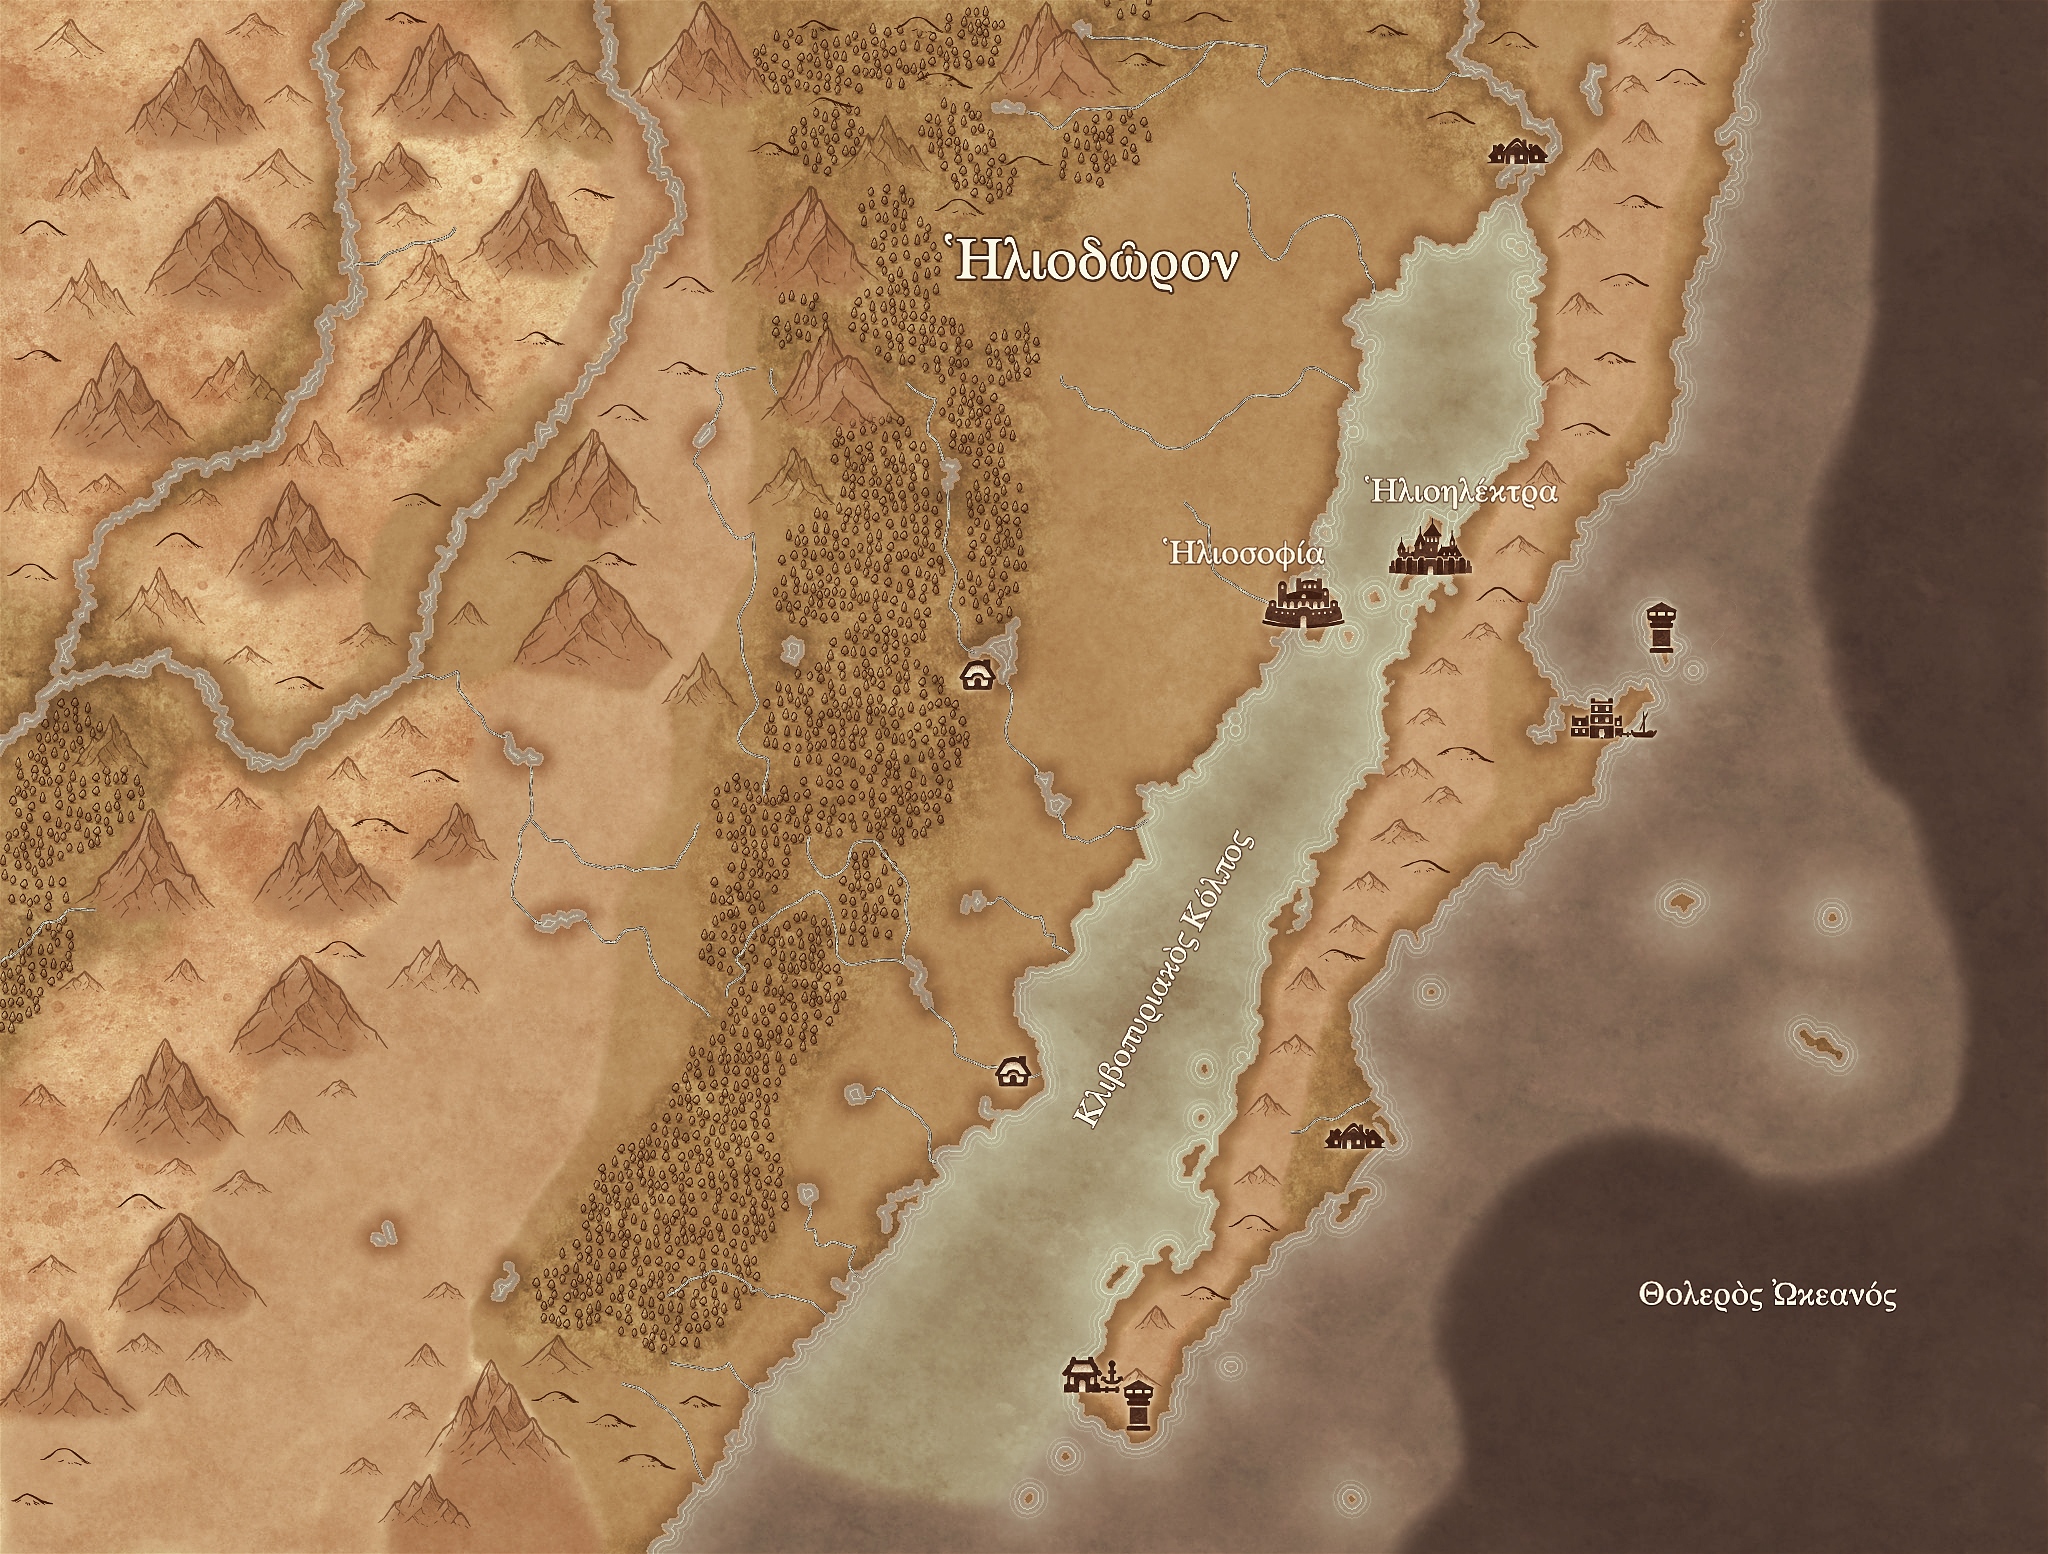 Ἡλιοδῶρον
Ἡλιοηλέκτρα
Ἡλιοσοφία
Κλιβοπυριακὸς Κόλπος
Θολερὸς Ὠκεανός